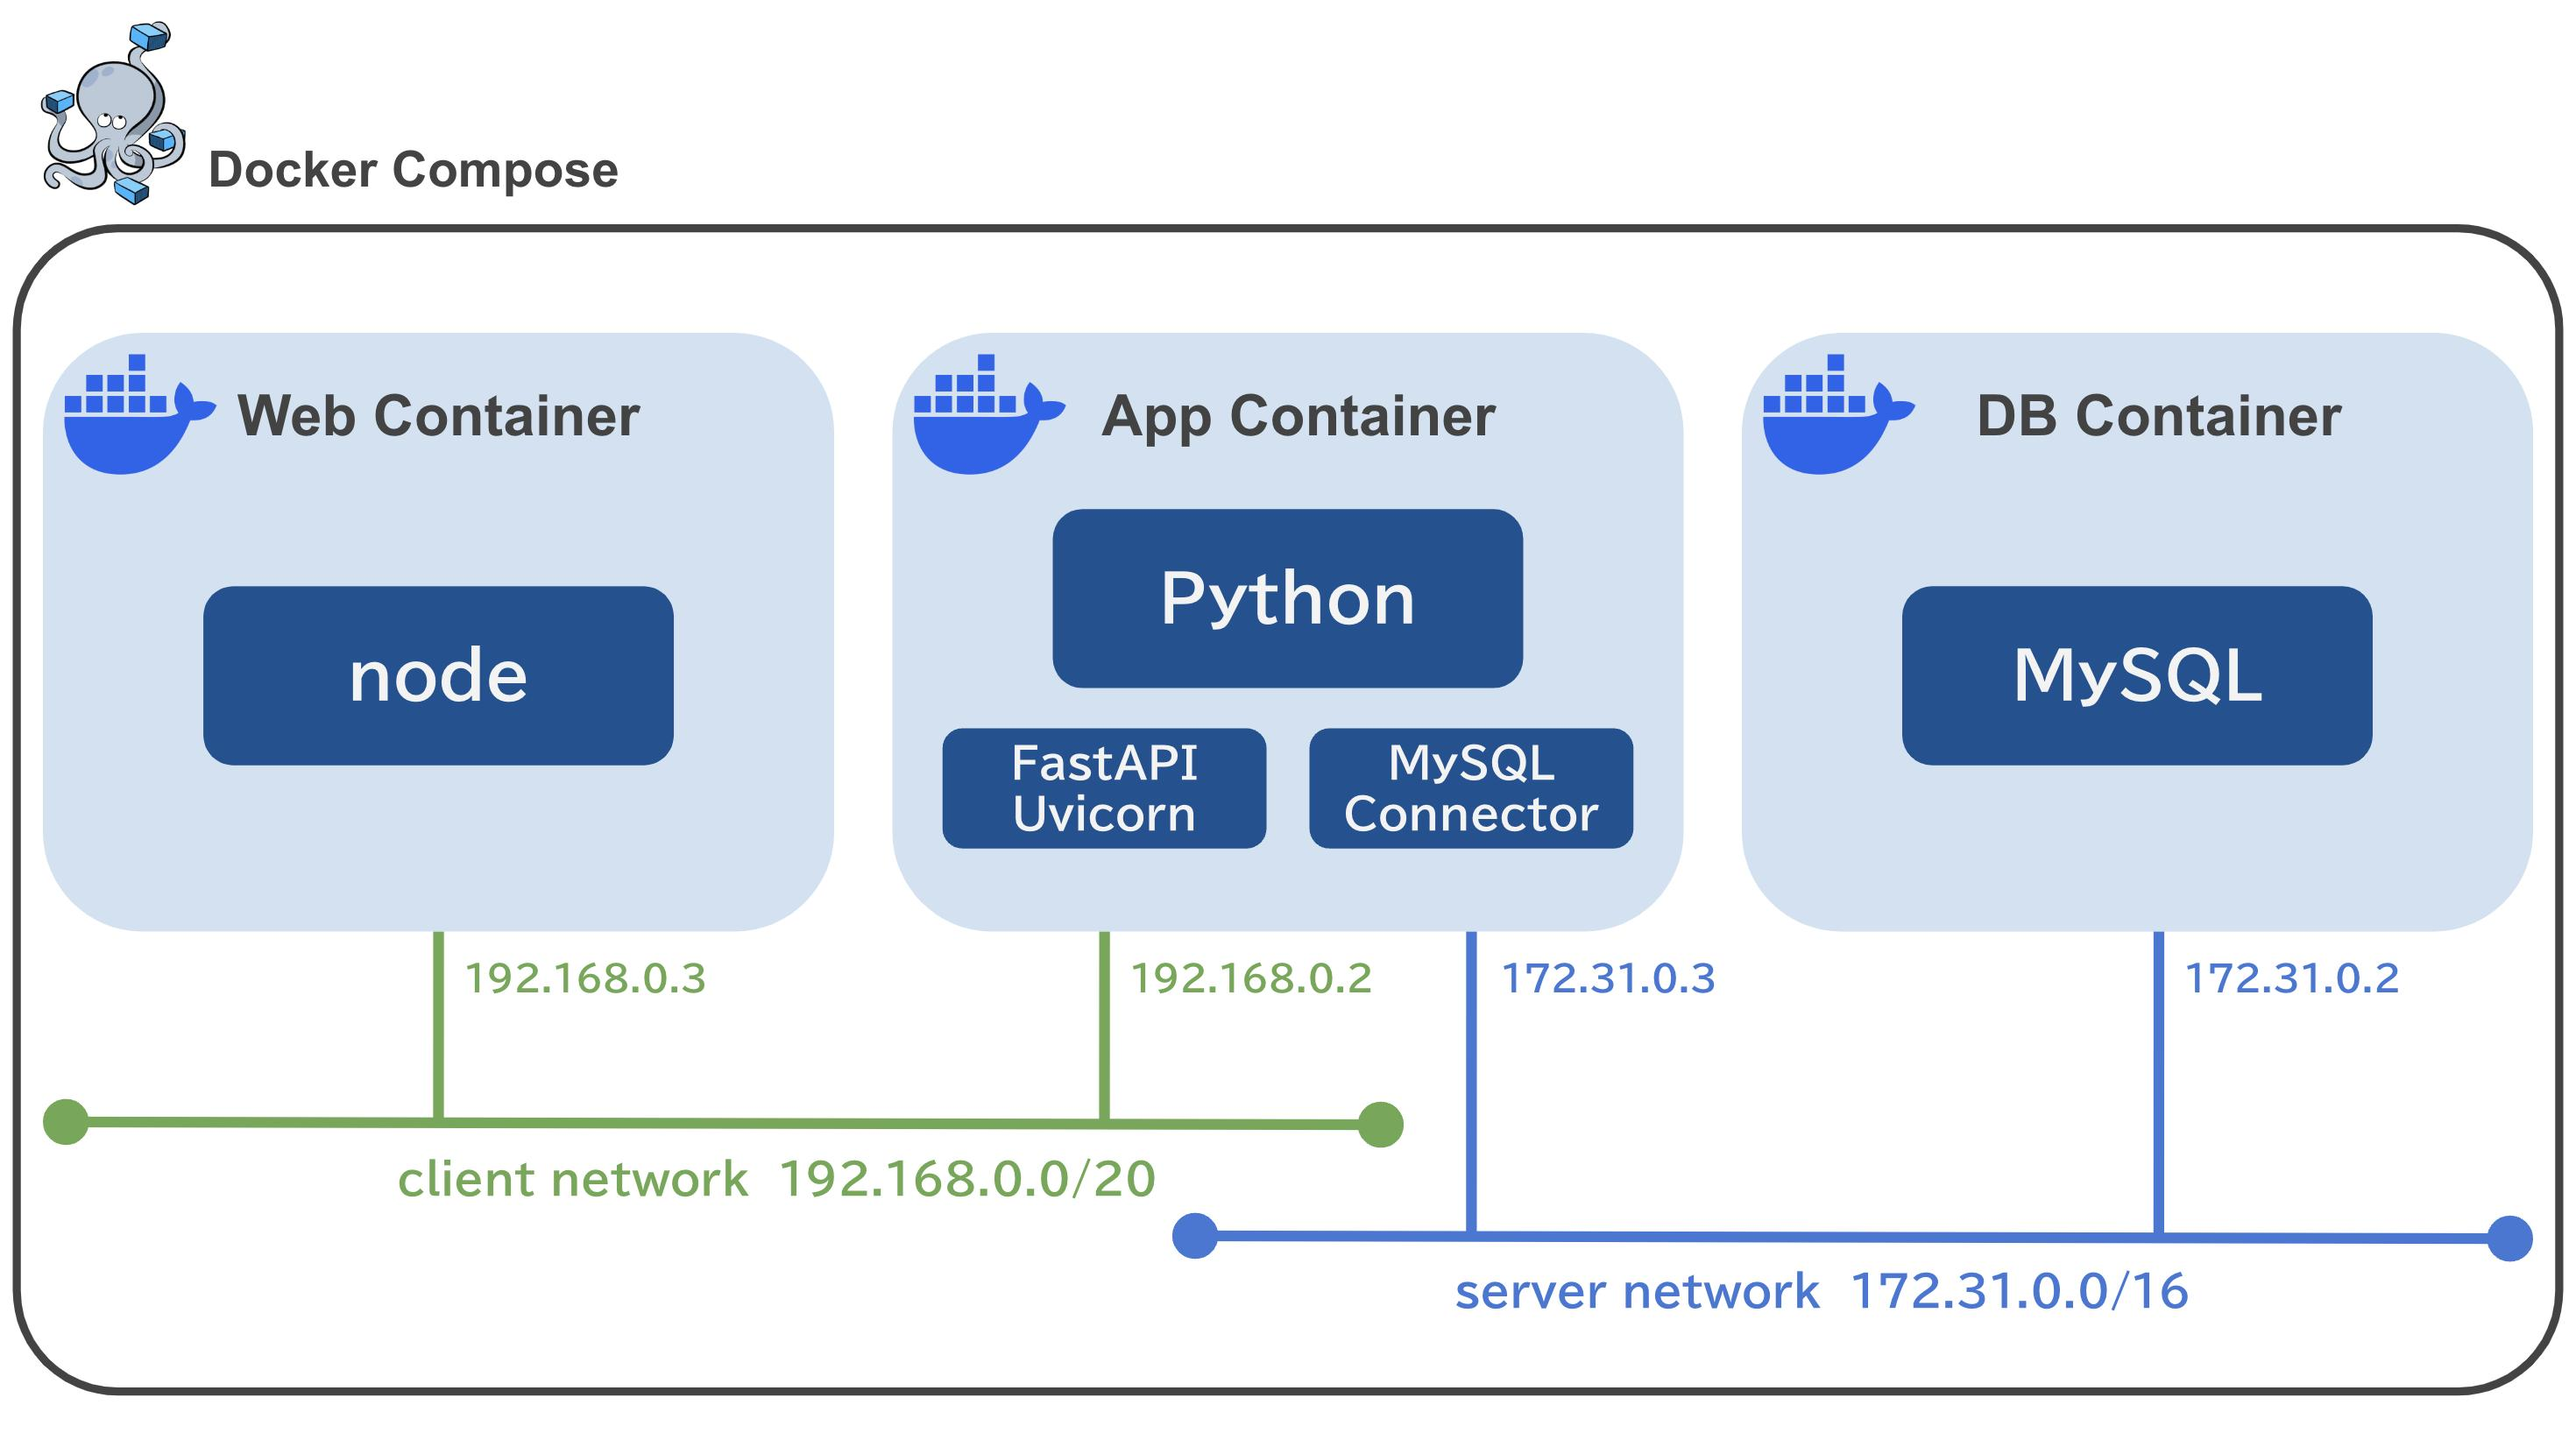 Docker Compose
Web Container
App Container
DB Container
node
Python
FastAPI
Uvicorn
MySQL
Connector
MySQL
192.168.0.3
192.168.0.2
172.31.0.3
172.31.0.2
client network 192.168.0.0/20
server network 172.31.0.0/16